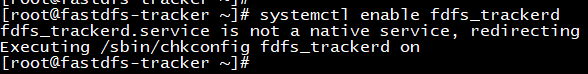 [root@fastdfs-tracker ~]# systemctl enable fdfs_trackerd
fdfs_trackerd.service is not a native service, redirecting
Executing /sbin/chkconfig fdfs_trackerd on
[root@fastdfs-tracker ~]#